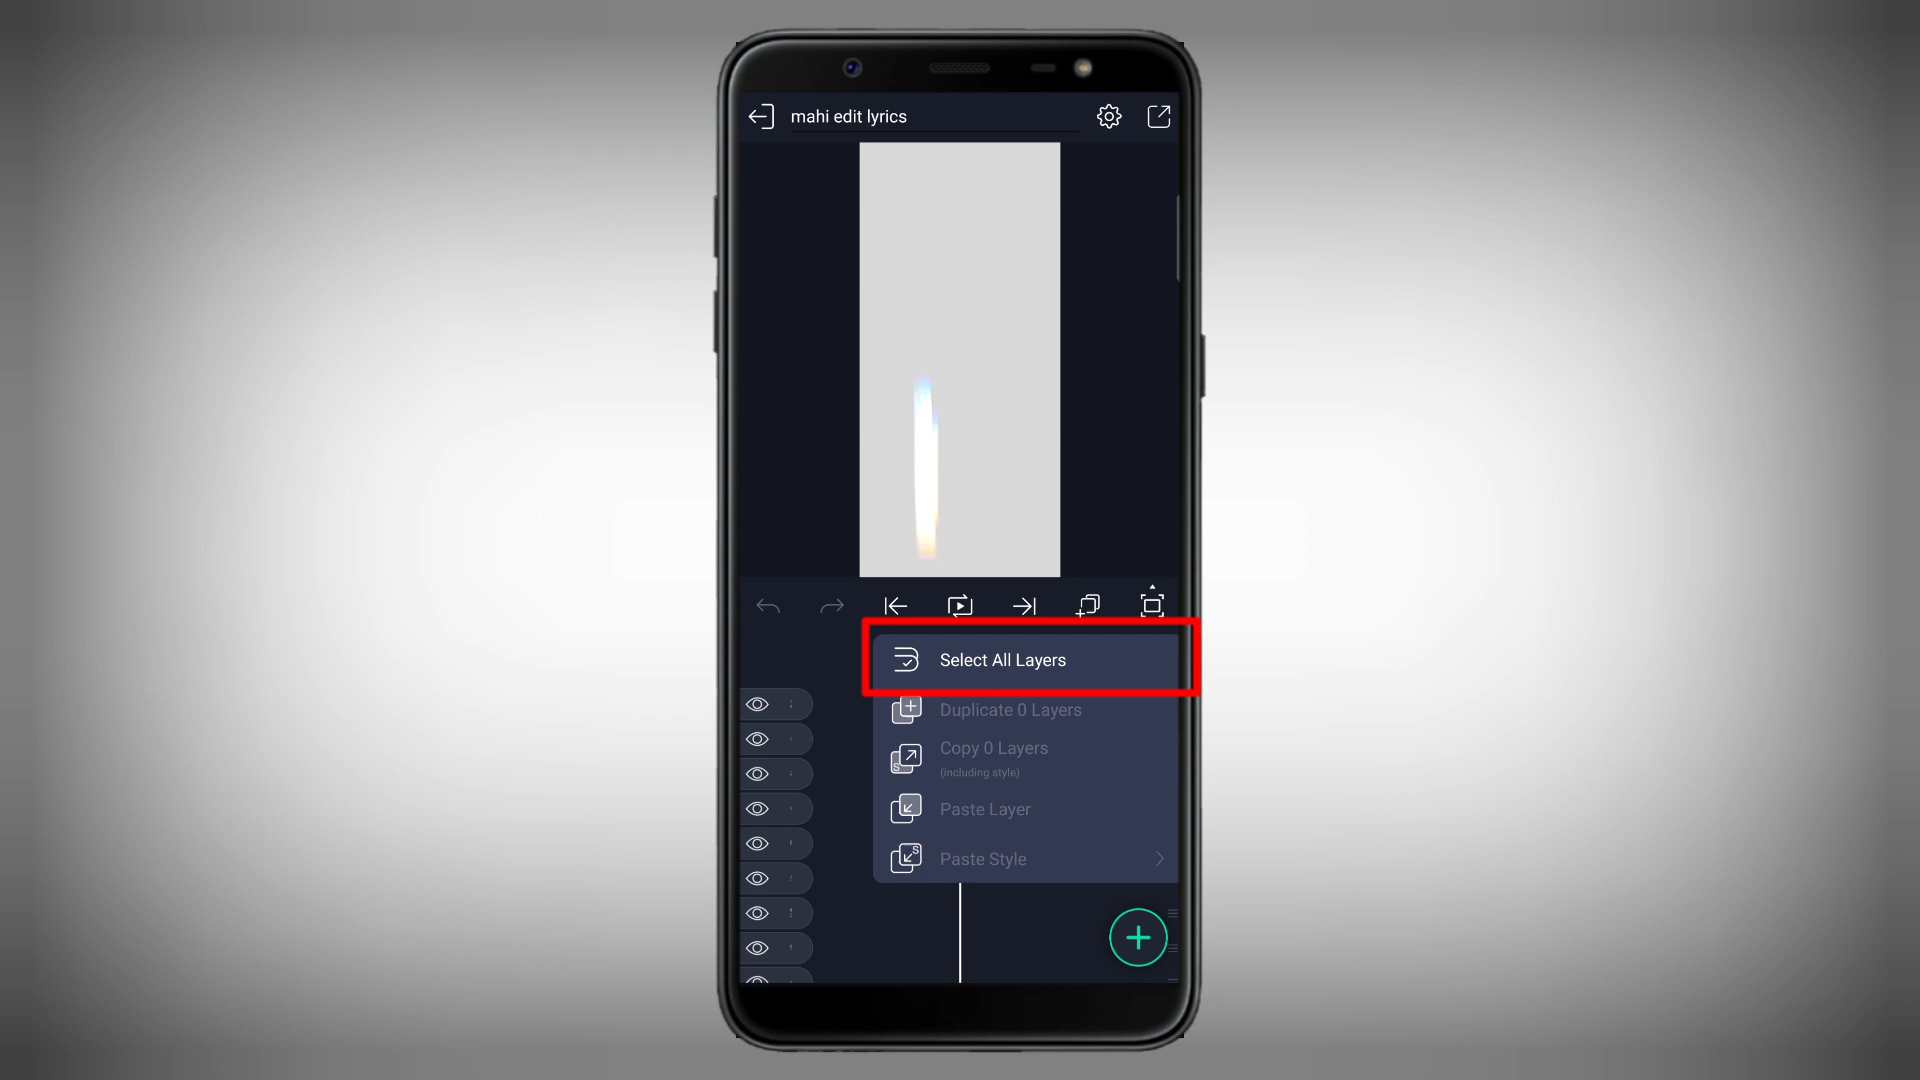 mahi edit lyrics
Select All Layers
Duplicate 0 Layers
Copy 0 Layers
(including style)
Paste Layer
Paste Style